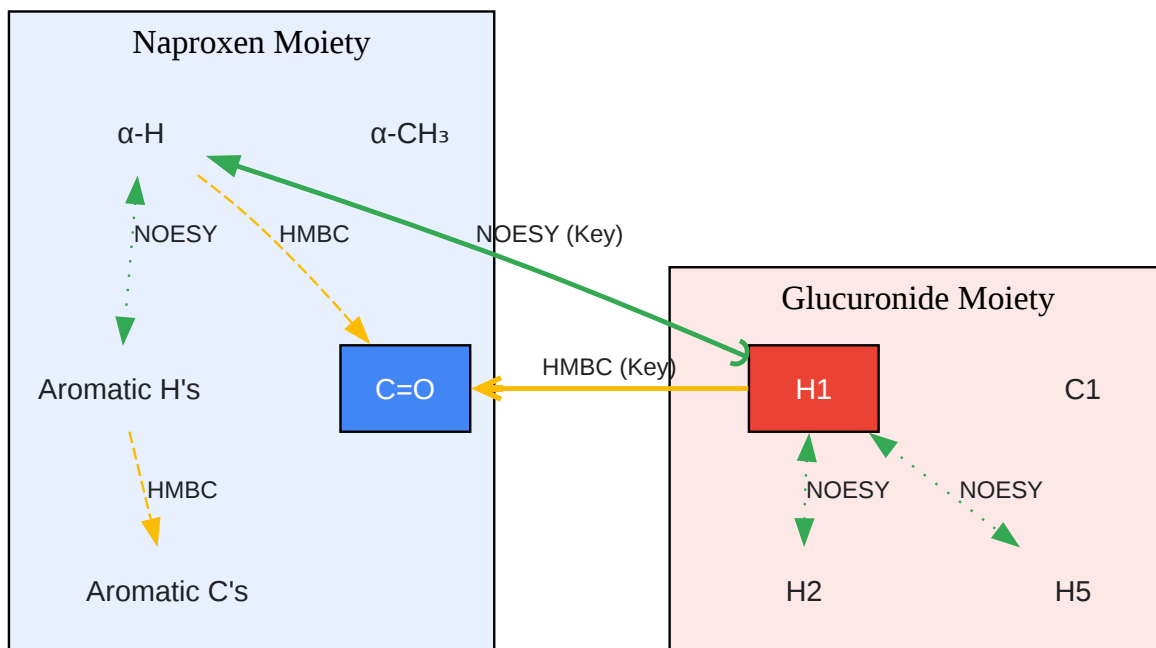 Naproxen Moiety
α-H
α-CH₃
NOESY
HMBC
NOESY (Key)
Glucuronide Moiety
HMBC (Key)
Aromatic H's
C=O
H1
C1
HMBC
NOESY
NOESY
Aromatic C's
H2
H5